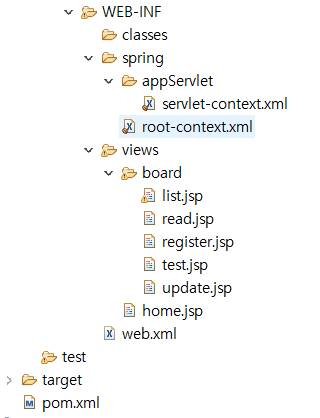 WEB-INF
classes
spring
appServlet
servlet-context.xml
root-context.xml
views
board
list.jsp
read.jsp
register.jsp
test.jsp
update.jsp
home.jsp
web.xml
test
target
pom.xml